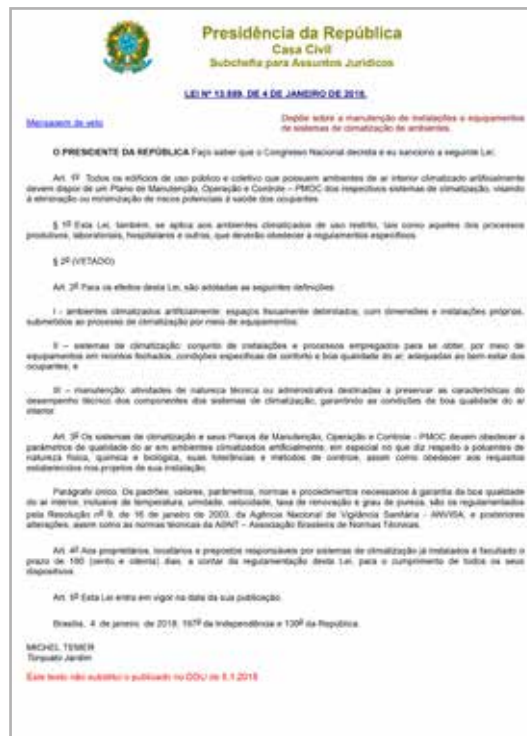 Presidência da República
Casa Civil
Subchefia para Assuntos Jurídicos
LEI Nº 13.589, DE 4 DE JANEIRO DE 2018.
Mensagem de veto
Dispõe sobre a manutenção de instalações e equipamentos
de sistemas de climatização de ambientes.
O PRESIDENTE DA REPÚBLICA Faço saber que o Congresso Nacional decreta e eu sanciono a seguinte Lei:
Art. 1º Todos os edifícios de uso público e coletivo que possuem ambientes de ar interior climatizado artificialmente
devem dispor de um Plano de Manutenção, Operação e Controle – PMOC dos respectivos sistemas de climatização, visando
à eliminação ou minimização de riscos potenciais à saúde dos ocupantes.
§ 1º Esta Lei, também, se aplica aos ambientes climatizados de uso restrito, tais como aqueles dos processos
produtivos, laboratoriais, hospitalares e outros, que deverão obedecer a regulamentos específicos.
§ 2º (VETADO)
Art. 2º Para os efeitos desta Lei, são adotadas as seguintes definições:
I - ambientes climatizados artificialmente: espaços fisicamente delimitados, com dimensões e instalações próprias,
submetidos ao processo de climatização por meio de equipamentos;
II – sistemas de climatização: conjunto de instalações e processos empregados para se obter, por meio de
equipamentos em recintos fechados, condições específicas de conforto e boa qualidade do ar, adequadas ao bem-estar dos
ocupantes; e
III – manutenção: atividades de natureza técnica ou administrativa destinadas a preservar as características do
desempenho técnico dos componentes dos sistemas de climatização, garantindo as condições de boa qualidade do ar
interior.
Art. 3º Os sistemas de climatização e seus Planos de Manutenção, Operação e Controle - PMOC devem obedecer a
parâmetros de qualidade do ar em ambientes climatizados artificialmente, em especial no que diz respeito a poluentes de
natureza física, química e biológica, suas tolerâncias e métodos de controle, assim como obedecer aos requisitos
estabelecidos nos projetos de sua instalação.
Parágrafo único. Os padrões, valores, parâmetros, normas e procedimentos necessários à garantia da boa qualidade
do ar interior, inclusive de temperatura, umidade, velocidade, taxa de renovação e grau de pureza, são os regulamentados
pela Resolução nº 9, de 16 de janeiro de 2003, da Agência Nacional de Vigilância Sanitária - ANVISA, e posteriores
alterações, assim como as normas técnicas da ABNT – Associação Brasileira de Normas Técnicas.
Art. 4º Aos proprietários, locatários e prepostos responsáveis por sistemas de climatização já instalados é facultado o
prazo de 180 (cento e oitenta) dias, a contar da regulamentação desta Lei, para o cumprimento de todos os seus
dispositivos.
Art. 5º Esta Lei entra em vigor na data da sua publicação.
Brasília, 4 de janeiro de 2018; 197º da Independência e 130º da República.
MICHEL TEMER
Torquato Jardim
Este texto não substitui o publicado no DOU de 5.1.2018